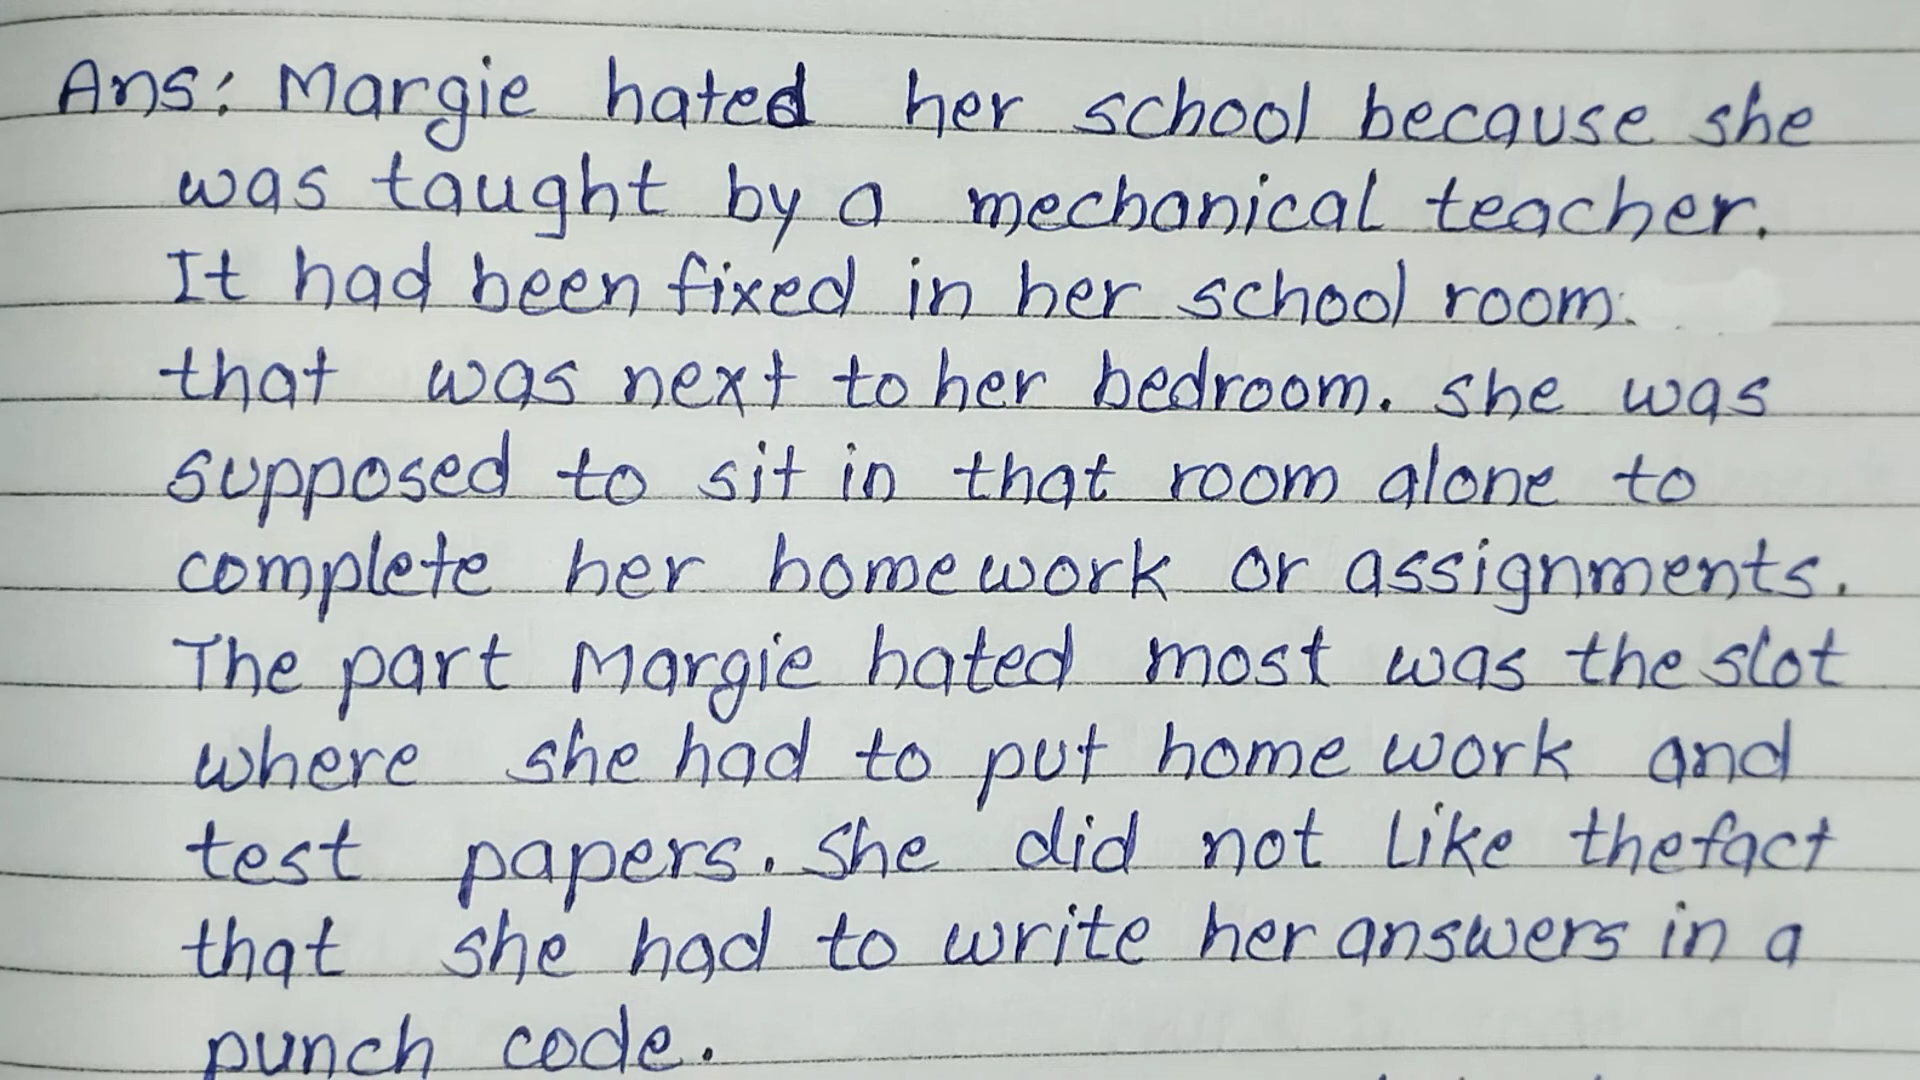 Ans: Margie hated her school because she
was taught by a mechanical teacher.
It had been fixed in her school room.
that was next to her bedroom. she was
supposed to sit in that room alone to
complete her homework or assignments.
The part Margie hated most was the slot
where she had to put home work and
test papers. She did not like the fact
that she had to write her answers in a
punch code.